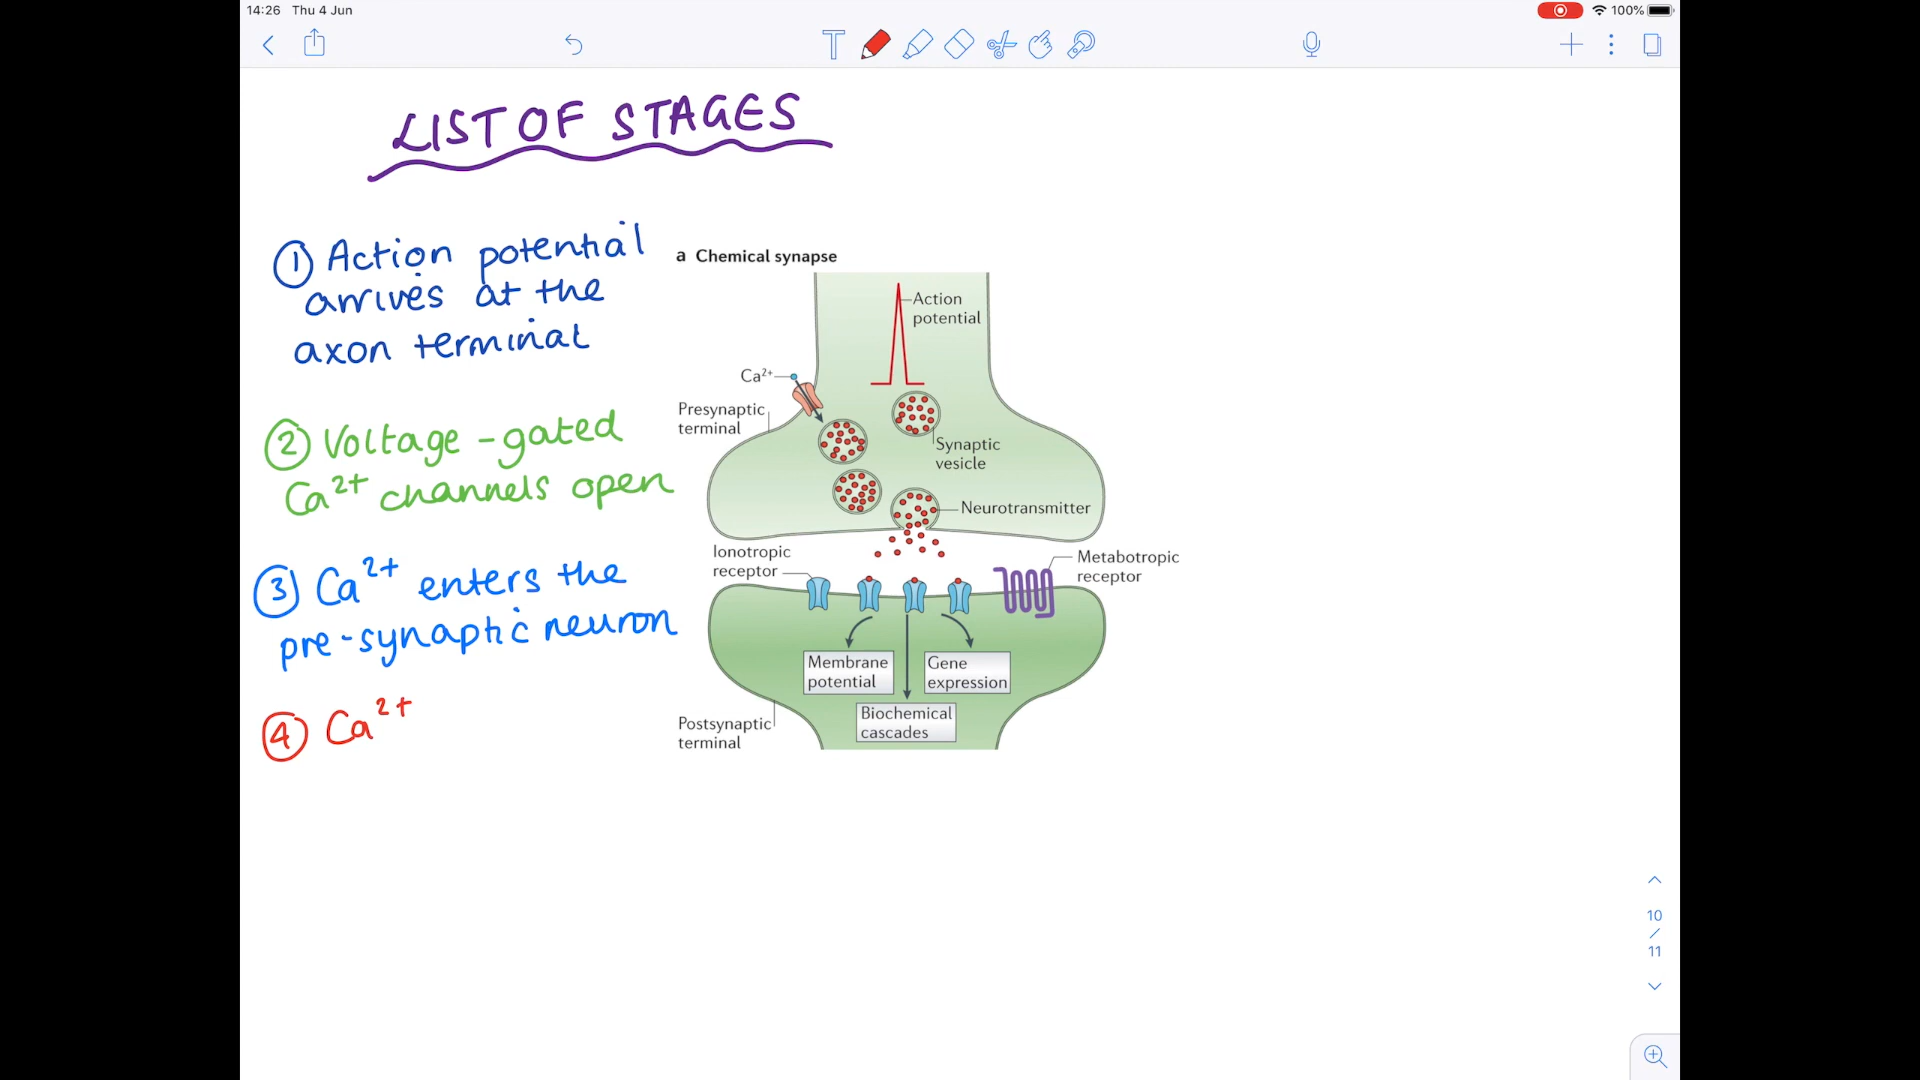 14:26 Thu 4 Jun
100%
T
LIST OF STAGES
① Action potential
arrives at the
axon terminal
② Voltage-gated
Ca²⁺ channels open
③ Ca²⁺ enters the
pre-synaptic neuron
④ Ca²⁺
a Chemical synapse
Action
potential
Ca²⁺
Presynaptic
terminal
Synaptic
vesicle
Neurotransmitter
Ionotropic
receptor
Metabotropic
receptor
Membrane
potential
Gene
expression
Biochemical
cascades
Postsynaptic
terminal
10
/
11